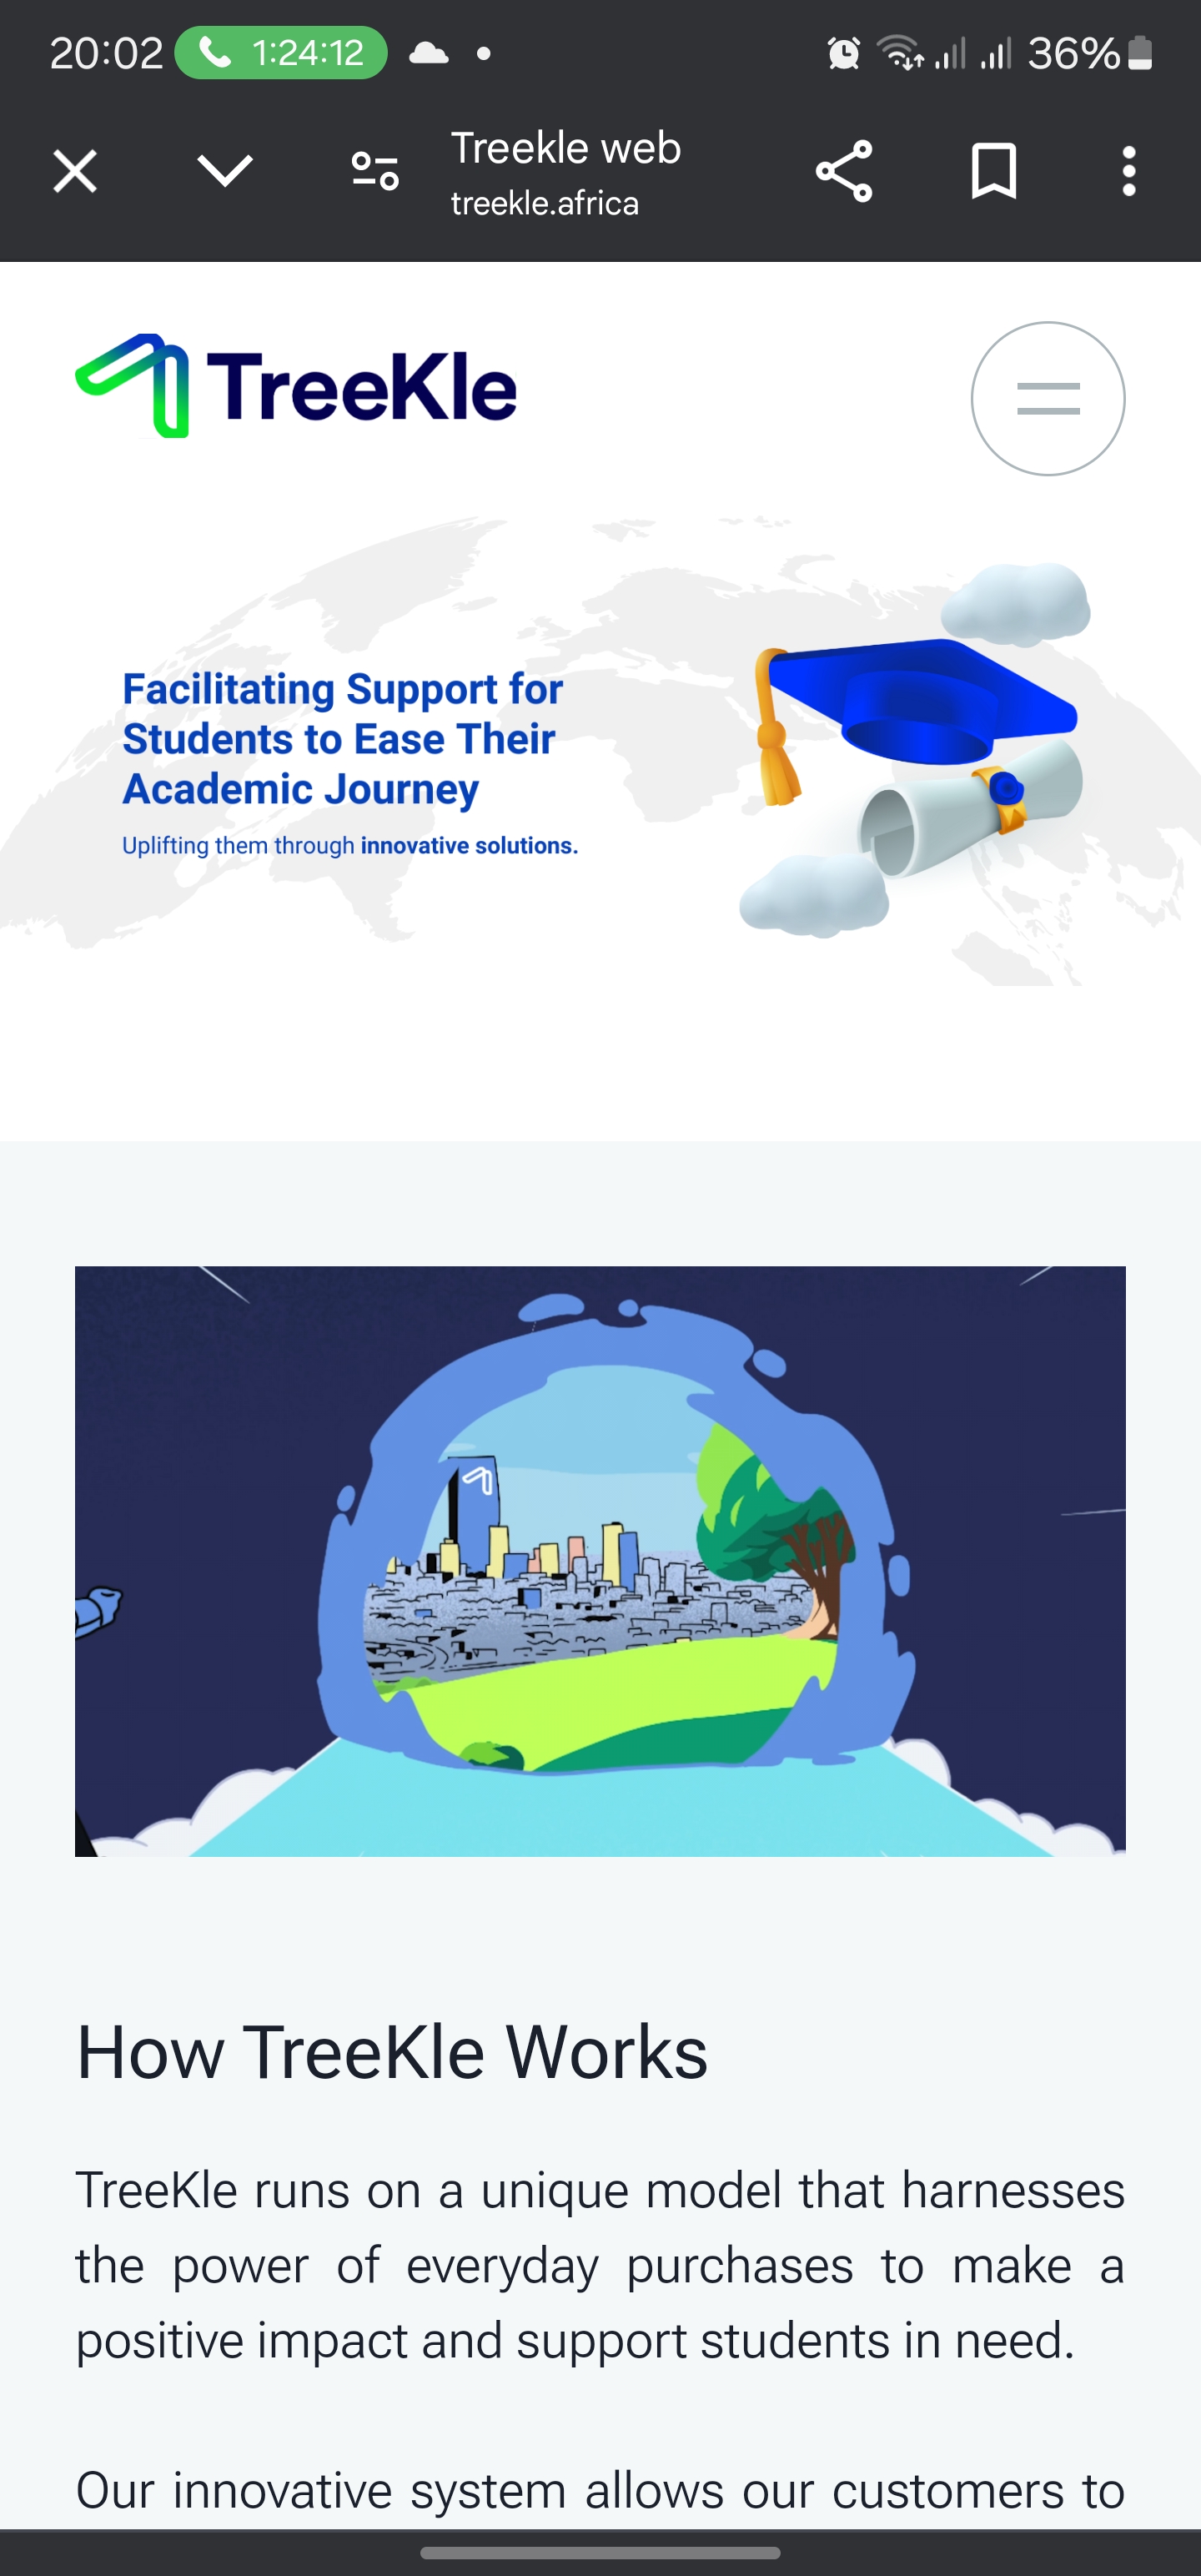 20:02 1:24:12 36%
Treekle web
treekle.africa
TreeKle
Facilitating Support for
Students to Ease Their
Academic Journey
Uplifting them through innovative solutions.
How TreeKle Works
TreeKle runs on a unique model that harnesses
the power of everyday purchases to make a
positive impact and support students in need.
Our innovative system allows our customers to